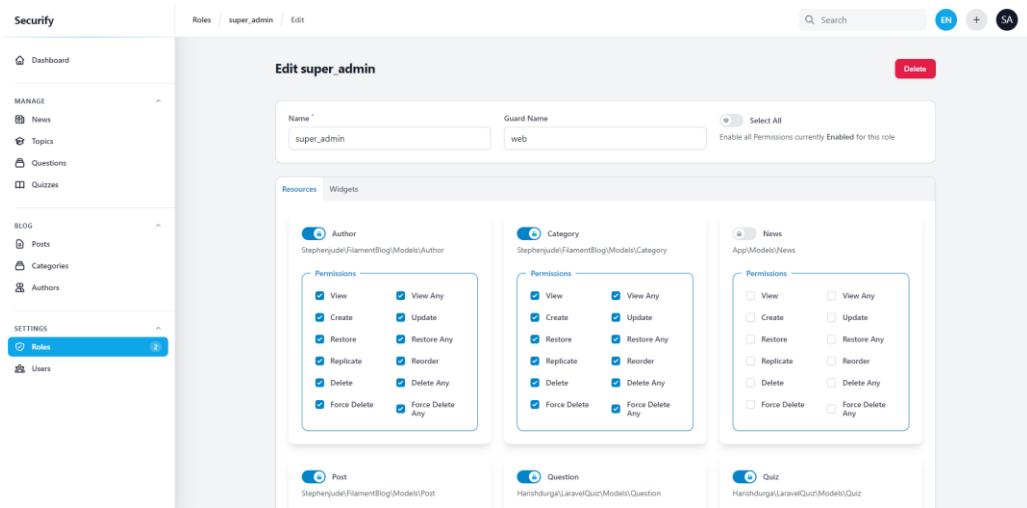 Securify
Roles / super_admin / Edit
Search
EN
+
SA
Dashboard
MANAGE
News
Topics
Questions
Quizzes
BLOG
Posts
Categories
Authors
SETTINGS
Roles 2
Users
Edit super_admin
Delete
Name *
super_admin
Guard Name
web
Select All
Enable all Permissions currently Enabled for this role
Resources Widgets
Author
Stephenjude\FilamentBlog\Models\Author
Permissions
View View Any
Create Update
Restore Restore Any
Replicate Reorder
Delete Delete Any
Force Delete Force Delete
Any
Category
Stephenjude\FilamentBlog\Models\Category
Permissions
View View Any
Create Update
Restore Restore Any
Replicate Reorder
Delete Delete Any
Force Delete Force Delete
Any
News
App\Models\News
Permissions
View View Any
Create Update
Restore Restore Any
Replicate Reorder
Delete Delete Any
Force Delete Force Delete
Any
Post
Stephenjude\FilamentBlog\Models\Post
Question
Harishdurga\LaravelQuiz\Models\Question
Quiz
Harishdurga\LaravelQuiz\Models\Quiz